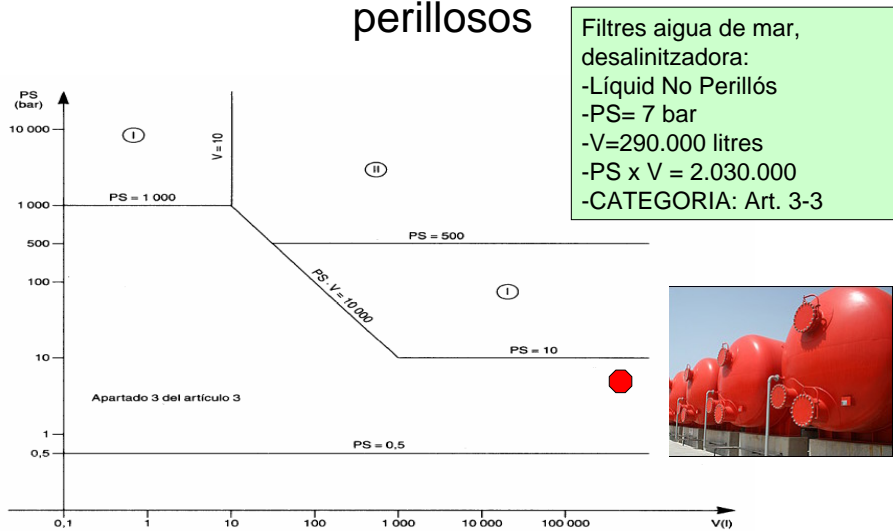 perillosos
Filtres aigua de mar,
desalinitzadora:
-Líquid No Perillós
-PS= 7 bar
-V=290.000 litres
-PS x V = 2.030.000
-CATEGORIA: Art. 3-3
PS
(bar)
10 000
1 000
500
100
10
1
0,5
I
V = 10
II
PS = 1 000
PS = 500
PS · V = 10 000
I
PS = 10
Apartado 3 del artículo 3
PS = 0,5
0,1
1
10
100
1 000
10 000
100 000
V(l)